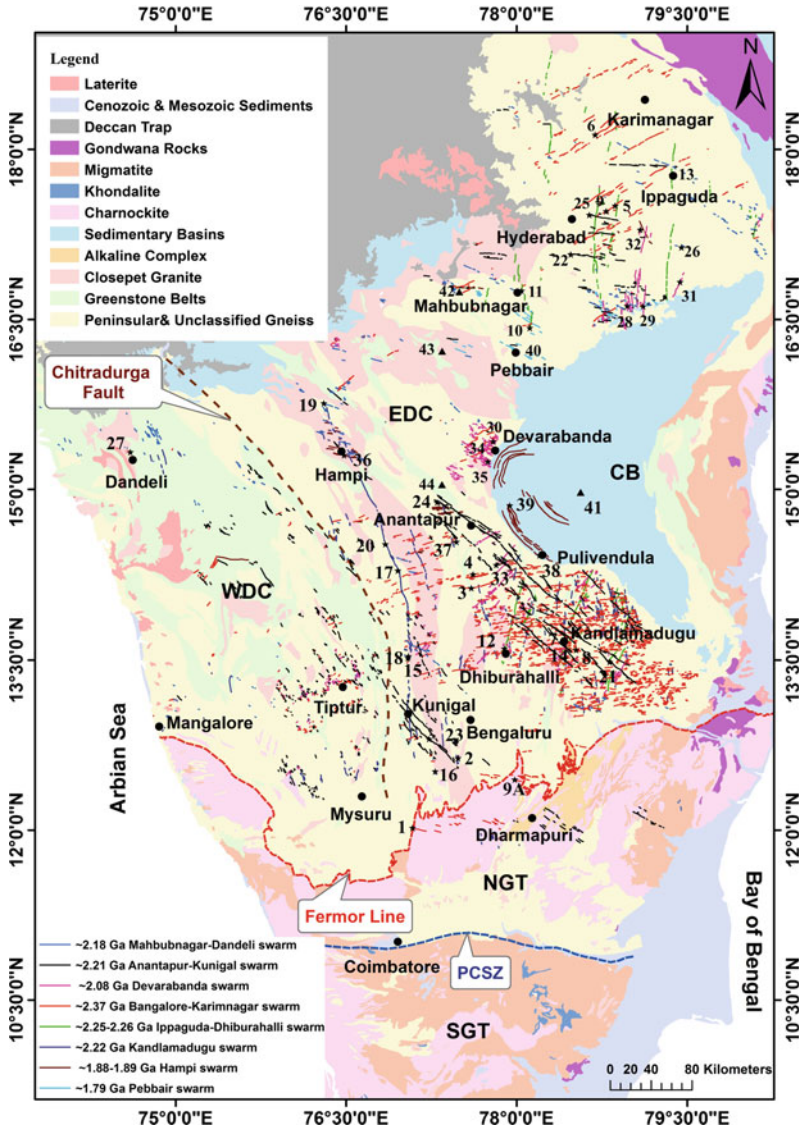 75°0'0"E 76°30'0"E 78°0'0"E 79°30'0"E
Legend
Laterite
Cenozoic & Mesozoic Sediments
Deccan Trap
Gondwana Rocks
Migmatite
Khondalite
Charnockite
Sedimentary Basins
Alkaline Complex
Closepet Granite
Greenstone Belts
Peninsular& Unclassified Gneiss
N
18°0'0"N
18°0'0"N
Karimanagar
6
13
Ippaguda
25 9 5
Hyderabad
32
22
26
42
11
31
Mahbubnagar
28 29
16°30'0"N
16°30'0"N
10
43
40
Pebbair
Chitradurga
Fault
19
EDC
30
Devarabanda
34
27
36
35
Hampi
Dandeli
CB
44
15°0'0"N
15°0'0"N
24
39
41
Anantapur
20
37
Pulivendula
17
4
33
38
3
WDC
Kandlamadugu
12
14 8
13°30'0"N
13°30'0"N
18
15
21
Dhiburahalli
Tiptur
Kunigal
Mangalore
Bengaluru
23
2
16
9A
Arbian Sea
Mysuru
1
Dharmapuri
12°0'0"N
12°0'0"N
NGT
Fermor Line
Bay of Bengal
~2.18 Ga Mahbubnagar-Dandeli swarm
~2.21 Ga Anantapur-Kunigal swarm
~2.08 Ga Devarabanda swarm
~2.37 Ga Bangalore-Karimnagar swarm
~2.25-2.26 Ga Ippaguda-Dhiburahalli swarm
~2.22 Ga Kandlamadugu swarm
~1.88-1.89 Ga Hampi swarm
~1.79 Ga Pebbair swarm
Coimbatore
PCSZ
10°30'0"N
10°30'0"N
SGT
0 20 40 80 Kilometers
75°0'0"E 76°30'0"E 78°0'0"E 79°30'0"E